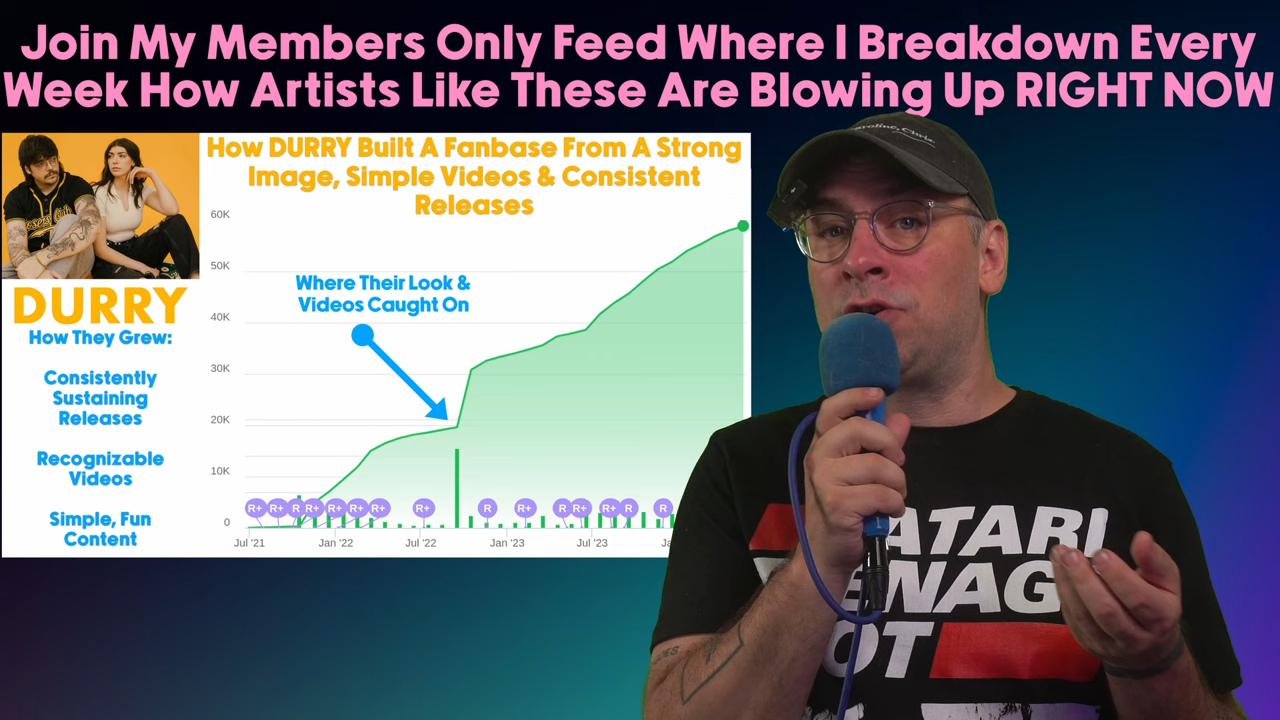 Join My Members Only Feed Where I Breakdown Every
Week How Artists Like These Are Blowing Up RIGHT NOW
How DURRY Built A Fanbase From A Strong
Image, Simple Videos & Consistent
Releases
DURRY
How They Grew:
Consistently
Sustaining
Releases
Recognizable
Videos
Simple, Fun
Content
Where Their Look &
Videos Caught On
60K
50K
40K
30K
20K
10K
0
R+ R+ R R+ R+ R+ R+ R+ R R+ R R+ R+ R R
Jul '21 Jan '22 Jul '22 Jan '23 Jul '23
ATARI